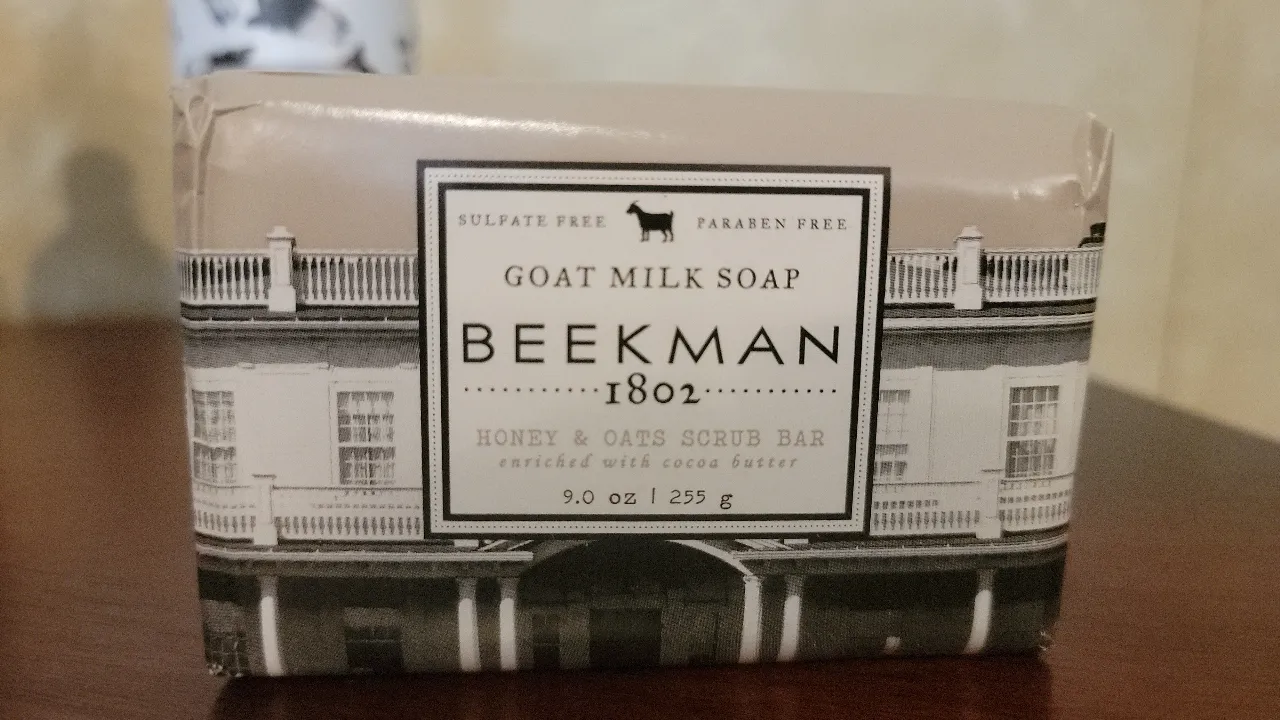 SULFATE FREE PARABEN FREE
GOAT MILK SOAP
BEEKMAN
1802
HONEY & OATS SCRUB BAR
enriched with cocoa butter
9.0 oz | 255 g